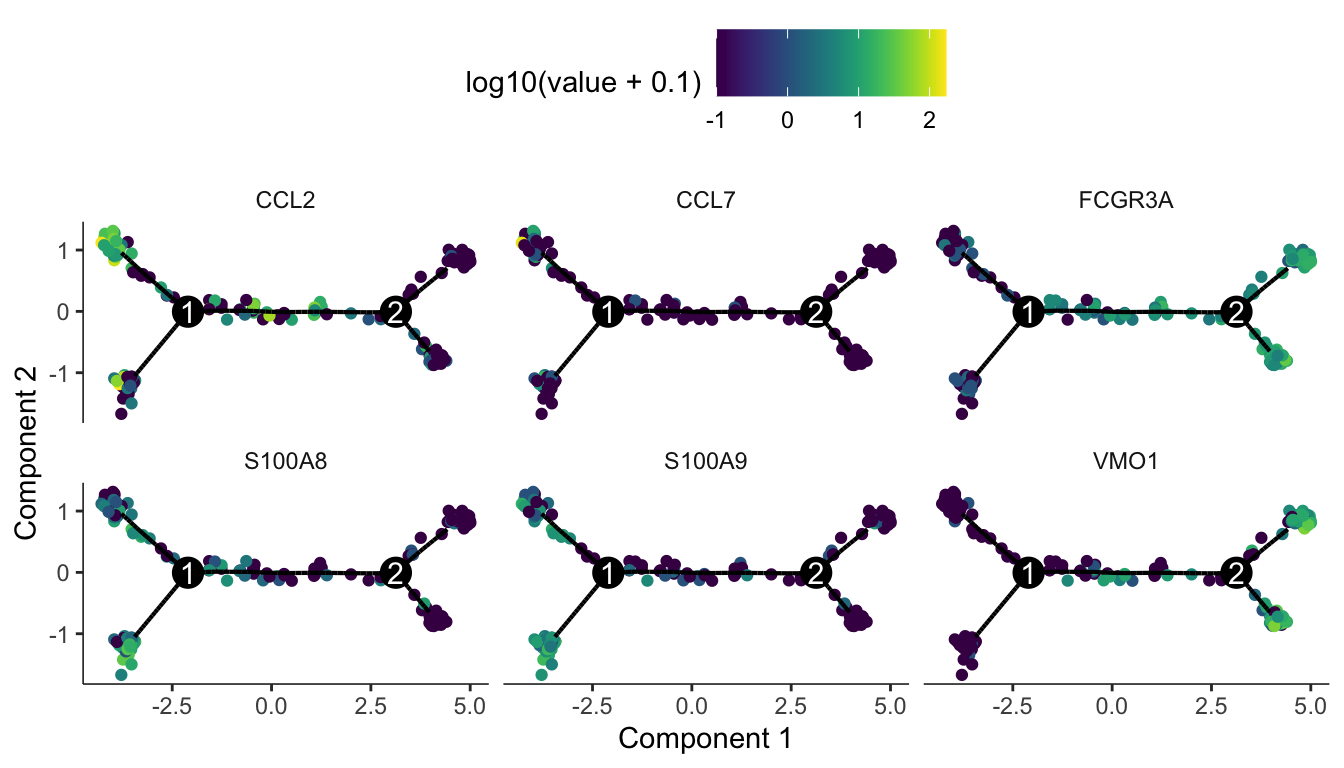 log10(value + 0.1)
-1 0 1 2
CCL2 CCL7 FCGR3A
1
0
-1
1 2 1 2 1 2
Component 2
S100A8 S100A9 VMO1
1
0
-1
1 2 1 2 1 2
-2.5 0.0 2.5 5.0 -2.5 0.0 2.5 5.0 -2.5 0.0 2.5 5.0
Component 1